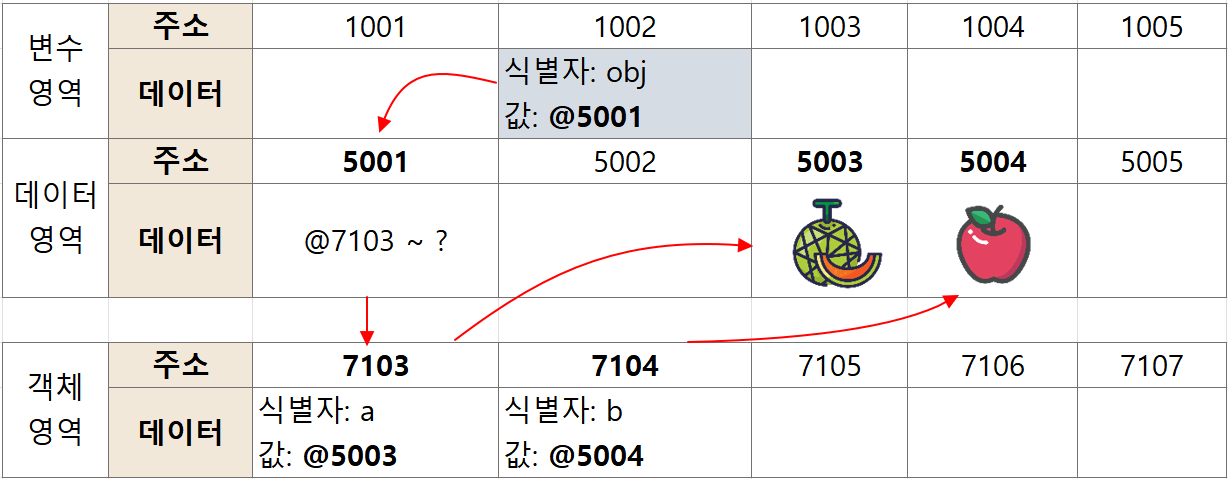 변수
영역
주소
1001
1002
1003
1004
1005
데이터
식별자: obj
값: @5001
데이터
영역
주소
5001
5002
5003
5004
5005
데이터
@7103 ~ ?
객체
영역
주소
7103
7104
7105
7106
7107
데이터
식별자: a
값: @5003
식별자: b
값: @5004